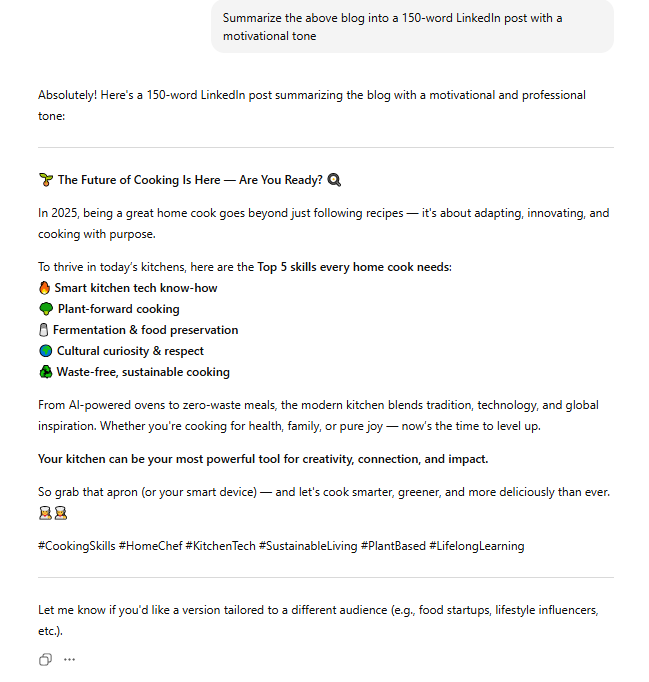 Summarize the above blog into a 150-word LinkedIn post with a
motivational tone
Absolutely! Here's a 150-word LinkedIn post summarizing the blog with a motivational and professional
tone:
🌱 The Future of Cooking Is Here — Are You Ready? 🍳
In 2025, being a great home cook goes beyond just following recipes — it's about adapting, innovating, and
cooking with purpose.
To thrive in today's kitchens, here are the Top 5 skills every home cook needs:
🔥 Smart kitchen tech know-how
🥦 Plant-forward cooking
🧂 Fermentation & food preservation
🌍 Cultural curiosity & respect
♻️ Waste-free, sustainable cooking
From AI-powered ovens to zero-waste meals, the modern kitchen blends tradition, technology, and global
inspiration. Whether you're cooking for health, family, or pure joy — now's the time to level up.
Your kitchen can be your most powerful tool for creativity, connection, and impact.
So grab that apron (or your smart device) — and let's cook smarter, greener, and more deliciously than ever.
👨‍🍳👩‍🍳
#CookingSkills #HomeChef #KitchenTech #SustainableLiving #PlantBased #LifelongLearning
Let me know if you'd like a version tailored to a different audience (e.g., food startups, lifestyle influencers,
etc.).